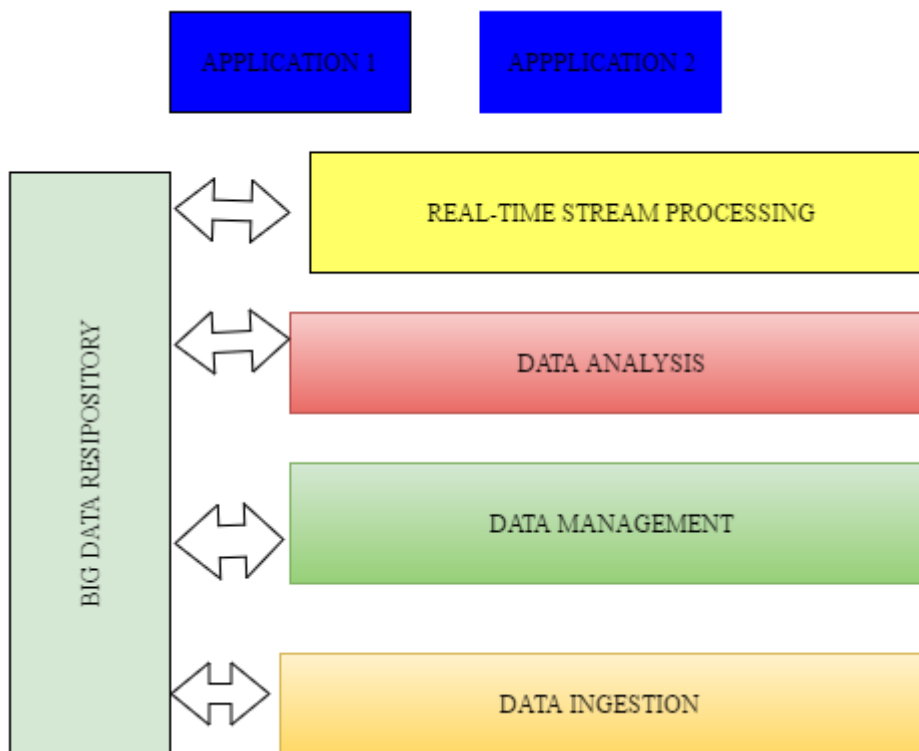 APPLICATION 1
APPPLICATION 2
REAL-TIME STREAM PROCESSING
DATA ANALYSIS
BIG DATA RESIPOSITORY
DATA MANAGEMENT
DATA INGESTION